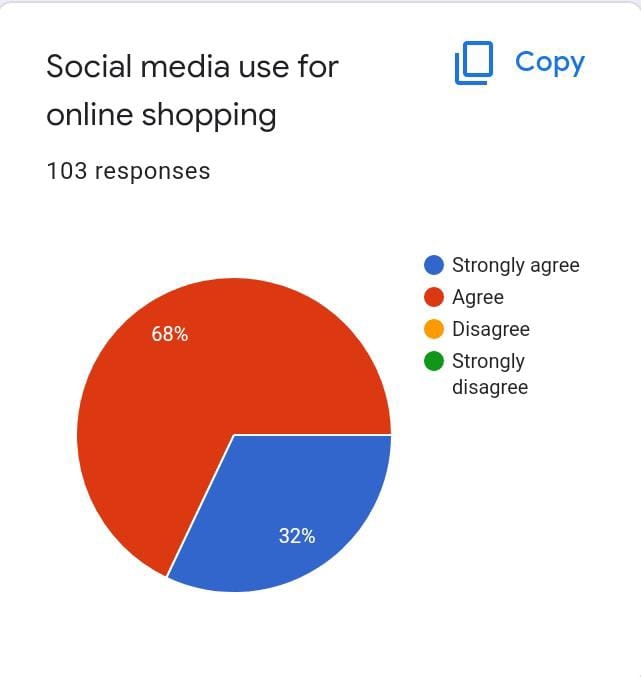 Social media use for
online shopping
Copy
103 responses
Strongly agree
Agree
Disagree
Strongly
disagree
68%
32%